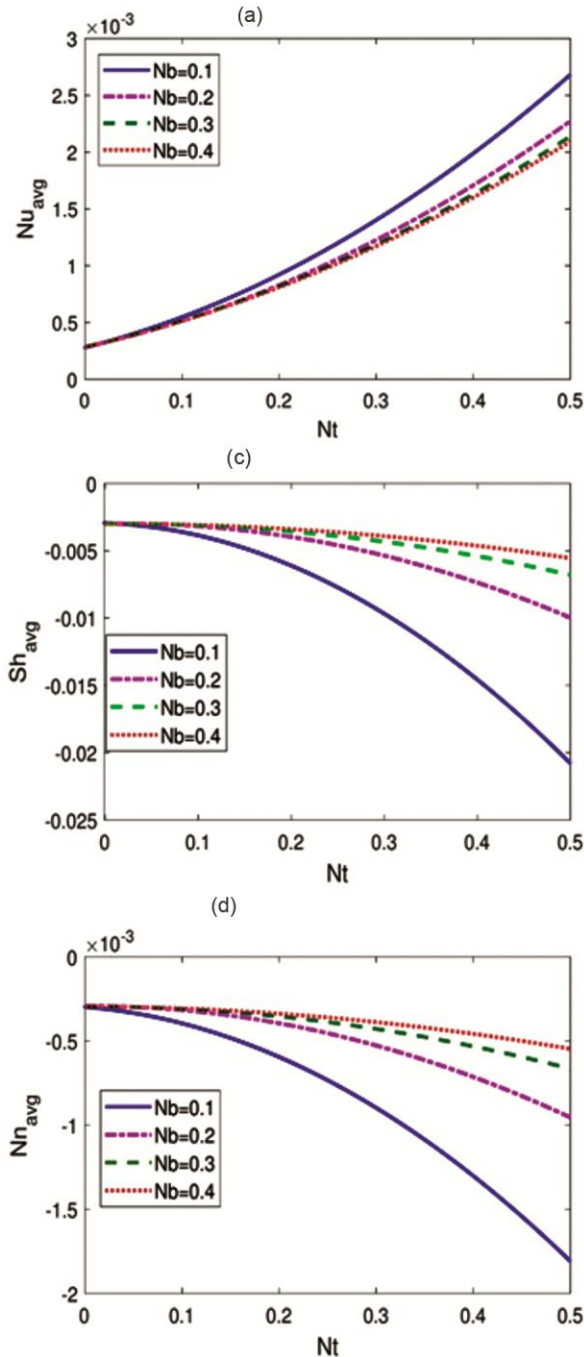 (a)
×10⁻³
3
2.5
2
1.5
1
0.5
0
Nu_avg
Nb=0.1
Nb=0.2
Nb=0.3
Nb=0.4
0 0.1 0.2 0.3 0.4 0.5
Nt
(c)
0
-0.005
-0.01
-0.015
-0.02
-0.025
Sh_avg
Nb=0.1
Nb=0.2
Nb=0.3
Nb=0.4
0 0.1 0.2 0.3 0.4 0.5
Nt
(d)
×10⁻³
0
-0.5
-1
-1.5
-2
Nn_avg
Nb=0.1
Nb=0.2
Nb=0.3
Nb=0.4
0 0.1 0.2 0.3 0.4 0.5
Nt